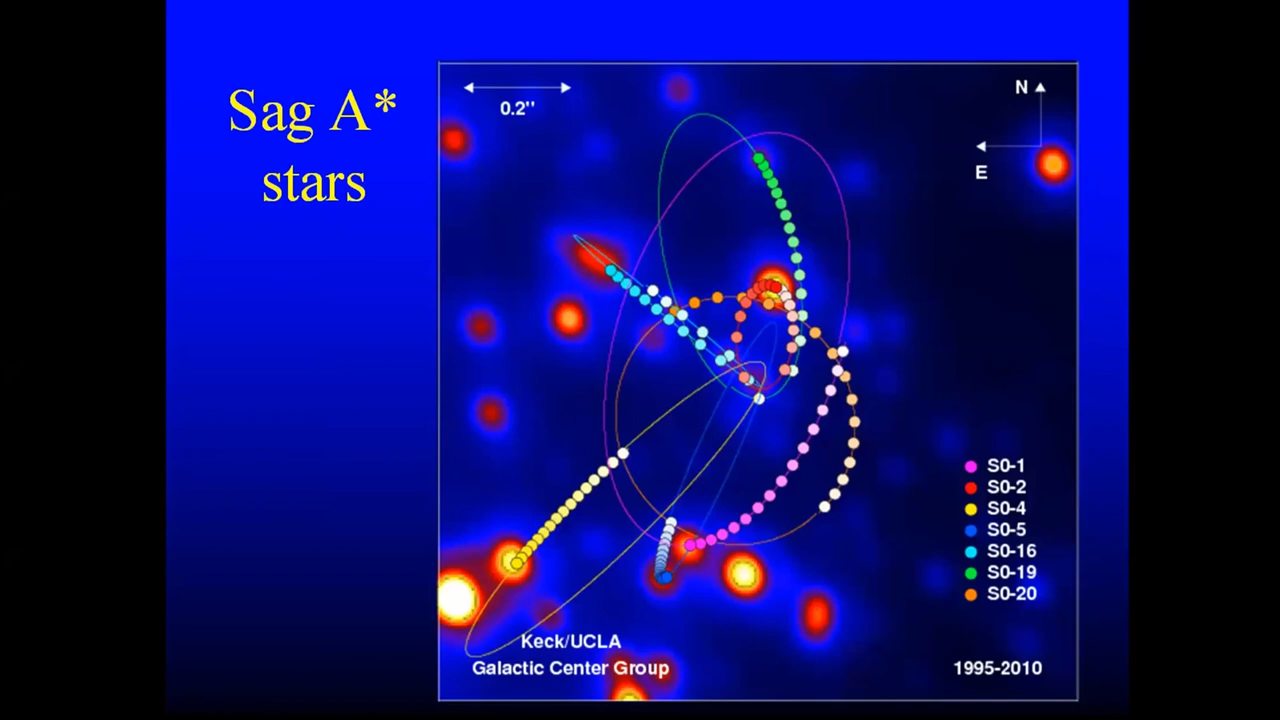 Sag A*
stars
0.2"
N
E
S0-1
S0-2
S0-4
S0-5
S0-16
S0-19
S0-20
Keck/UCLA
Galactic Center Group
1995-2010